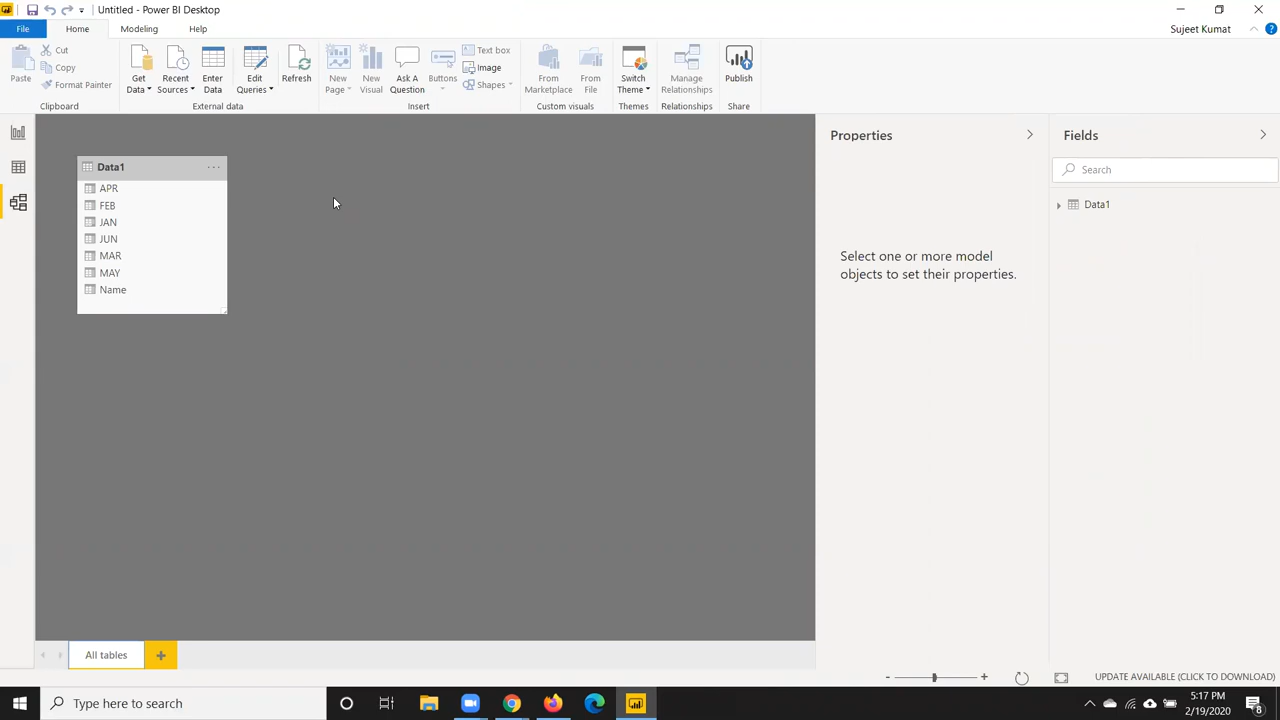 Untitled - Power BI Desktop
File
Home
Modeling
Help
Sujeet Kumat
Paste
Cut
Copy
Format Painter
Clipboard
Get Data
Recent Sources
Enter Data
Edit Queries
Refresh
External data
New Page
New Visual
Ask A Question
Buttons
Text box
Image
Shapes
Insert
From Marketplace
From File
Custom visuals
Switch Theme
Themes
Manage Relationships
Relationships
Publish
Share
Data1
APR
FEB
JAN
JUN
MAR
MAY
Name
Properties
Select one or more model
objects to set their properties.
Fields
Search
Data1
All tables
UPDATE AVAILABLE (CLICK TO DOWNLOAD)
Type here to search
5:17 PM
2/19/2020
8